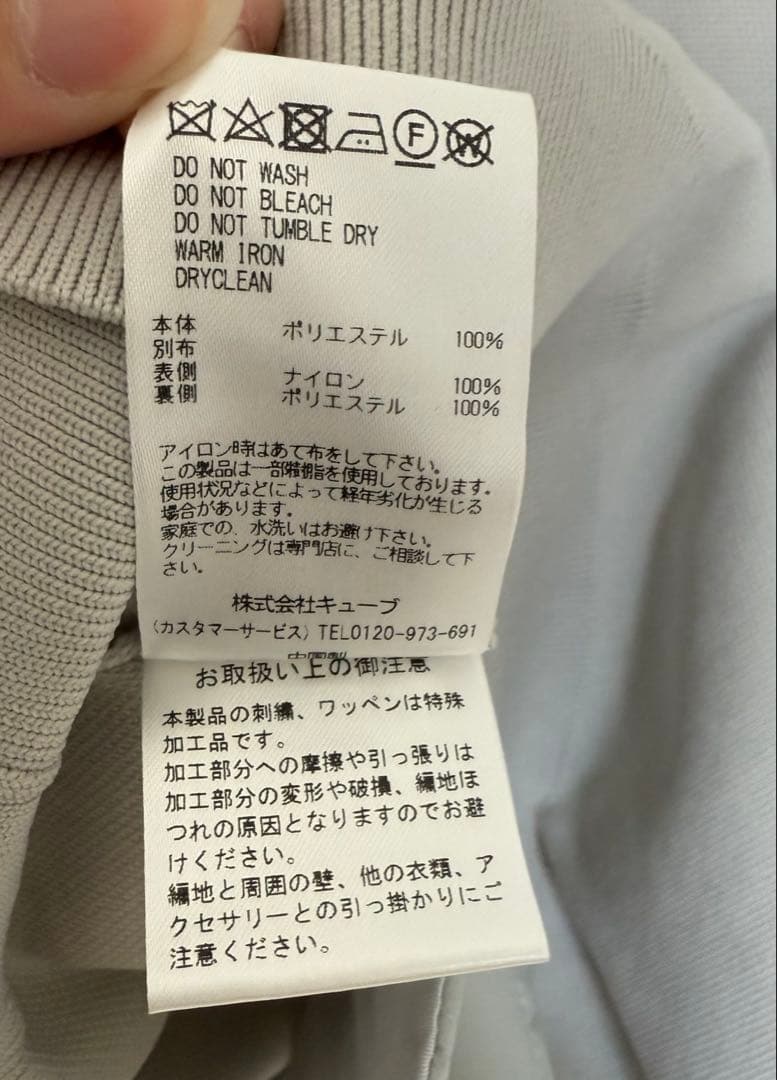 F
W
DO NOT WASH
DO NOT BLEACH
DO NOT TUMBLE DRY
WARM IRON
DRYCLEAN
本体 ポリエステル 100%
別布
表側 ナイロン 100%
裏側 ポリエステル 100%
アイロン時はあて布をして下さい。
この製品は一部樹脂を使用しております。
使用状況などによって経年劣化が生じる
場合があります。
家庭での、水洗いはお避け下さい。
クリーニングは専門店に、ご相談して下
さい。
株式会社キューブ
(カスタマーサービス) TEL0120-973-691
中国製
お取扱い上の御注意
本製品の刺繍、ワッペンは特殊
加工品です。
加工部分への摩擦や引っ張りは
加工部分の変形や破損、編地ほ
つれの原因となりますのでお避
けください。
編地と周囲の壁、他の衣類、ア
クセサリーとの引っ掛かりにご
注意ください。